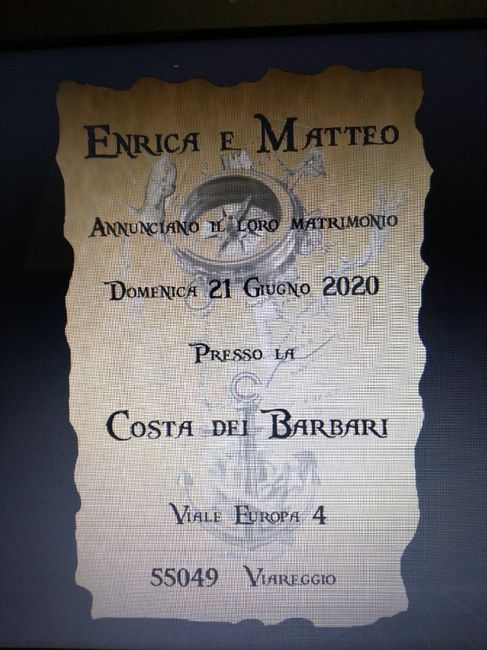 Enrica e Matteo
Annunciano il loro matrimonio
Domenica 21 Giugno 2020
Presso la
Costa dei Barbari
Viale Europa 4
55049 Viareggio